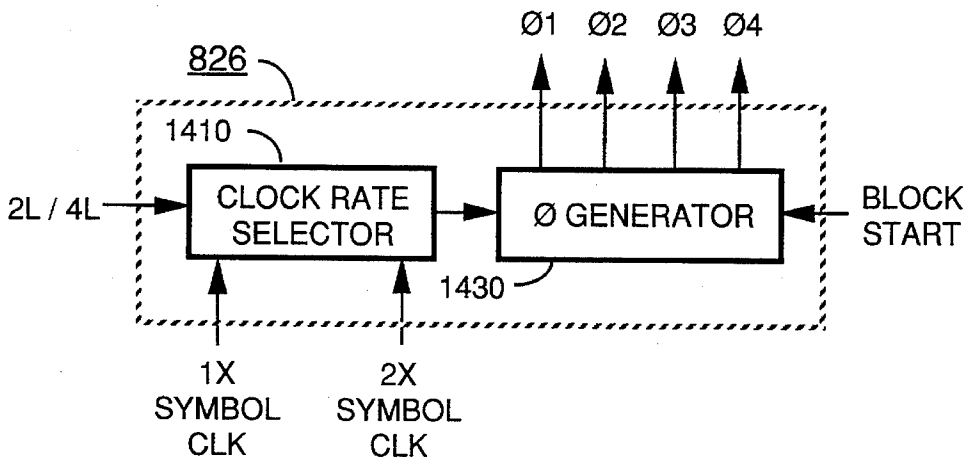 Ø1 Ø2 Ø3 Ø4
826
1410
2L / 4L
CLOCK RATE
SELECTOR
Ø GENERATOR
BLOCK
START
1430
1X
SYMBOL
CLK
2X
SYMBOL
CLK